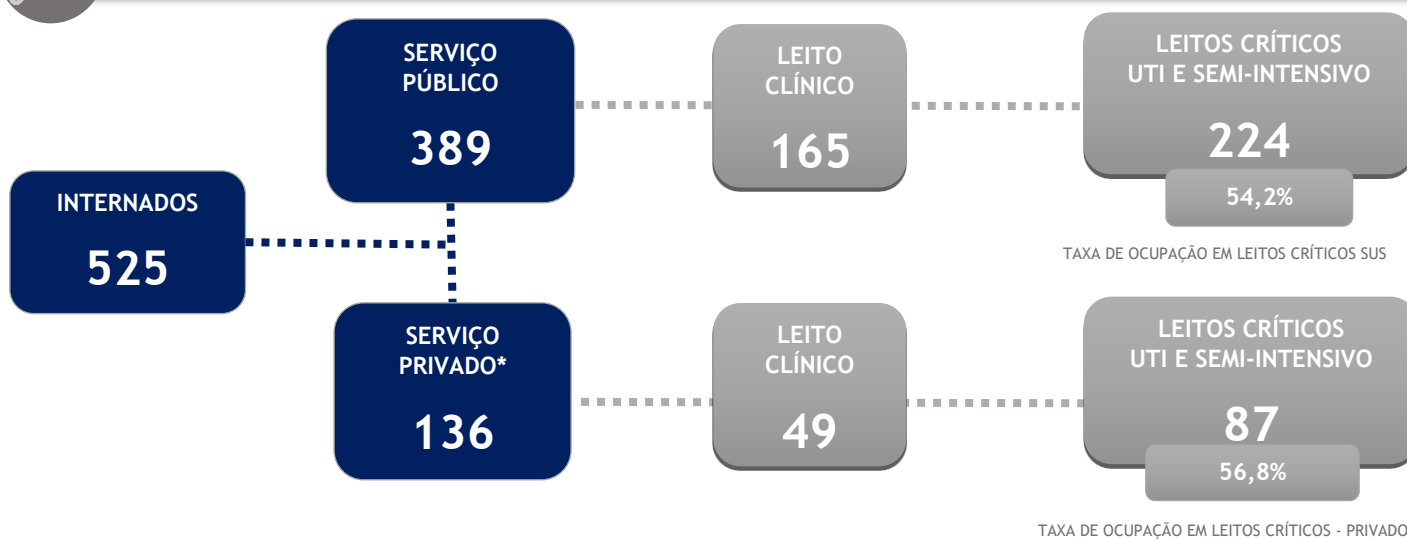 SERVIÇO
PÚBLICO
389
LEITO
CLÍNICO
165
LEITOS CRÍTICOS
UTI E SEMI-INTENSIVO
224
54,2%
TAXA DE OCUPAÇÃO EM LEITOS CRÍTICOS SUS
INTERNADOS
525
SERVIÇO
PRIVADO*
136
LEITO
CLÍNICO
49
LEITOS CRÍTICOS
UTI E SEMI-INTENSIVO
87
56,8%
TAXA DE OCUPAÇÃO EM LEITOS CRÍTICOS - PRIVADO